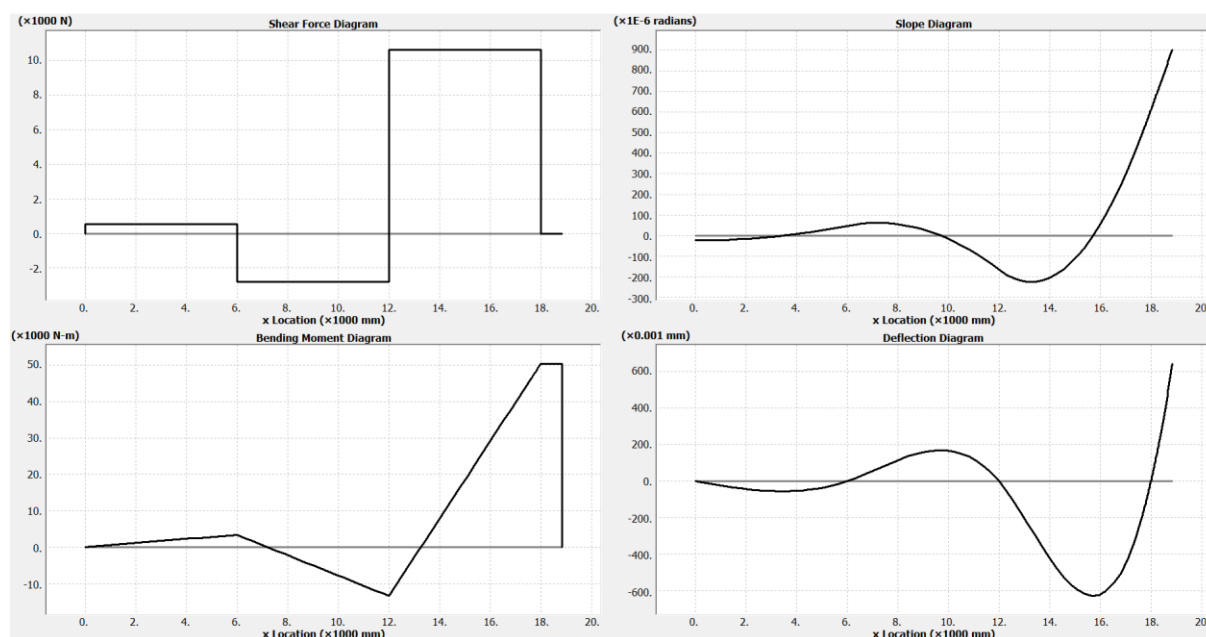 (×1000 N)
Shear Force Diagram
10.
8.
6.
4.
2.
0.
-2.
0. 2. 4. 6. 8. 10. 12. 14. 16. 18. 20.
x Location (×1000 mm)
(×1E-6 radians)
Slope Diagram
900.
800.
700.
600.
500.
400.
300.
200.
100.
0.
-100.
-200.
-300.
0. 2. 4. 6. 8. 10. 12. 14. 16. 18. 20
x Location (×1000 mm)
(×1000 N-m)
Bending Moment Diagram
50.
40.
30.
20.
10.
0.
-10.
0. 2. 4. 6. 8. 10. 12. 14. 16. 18. 20.
x Location (×1000 mm)
(×0.001 mm)
Deflection Diagram
600.
400.
200.
0.
-200.
-400.
-600.
0. 2. 4. 6. 8. 10. 12. 14. 16. 18. 20
x Location (×1000 mm)